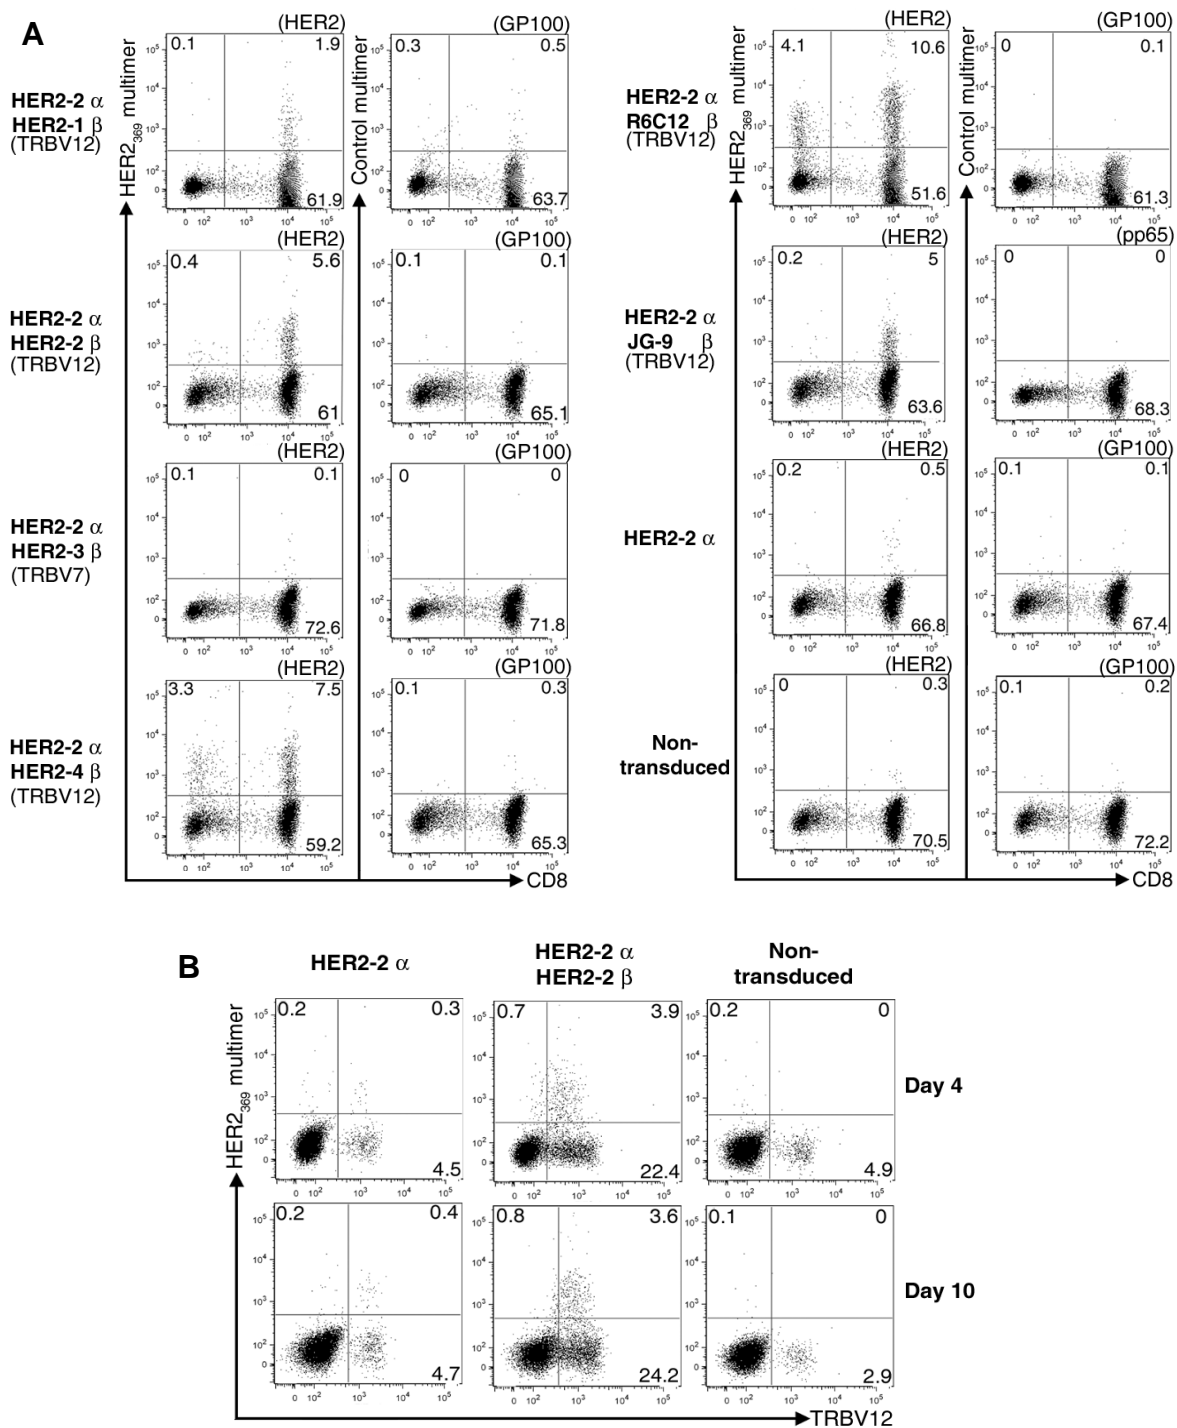 A
(HER2)
(GP100)
HER2-2 α
HER2-1 β
(TRBV12)
0.1
1.9
61.9
0.3
0.5
63.7
(HER2)
(GP100)
HER2-2 α
HER2-2 β
(TRBV12)
0.4
5.6
61
0.1
0.1
65.1
(HER2)
(GP100)
HER2-2 α
HER2-3 β
(TRBV7)
0.1
0.1
72.6
0
0
71.8
(HER2)
(GP100)
HER2-2 α
HER2-4 β
(TRBV12)
3.3
7.5
59.2
0.1
0.3
65.3
HER2369 multimer
Control multimer
CD8
(HER2)
(GP100)
HER2-2 α
R6C12 β
(TRBV12)
4.1
10.6
51.6
0
0.1
61.3
(HER2)
(pp65)
HER2-2 α
JG-9 β
(TRBV12)
0.2
5
63.6
0
0
68.3
(HER2)
(GP100)
HER2-2 α
0.2
0.5
66.8
0.1
0.1
67.4
(HER2)
(GP100)
Non-
transduced
0
0.3
70.5
0.1
0.2
72.2
HER2369 multimer
Control multimer
CD8
B
HER2-2 α
HER2-2 α
HER2-2 β
Non-
transduced
HER2369 multimer
0.2
0.3
4.5
0.7
3.9
22.4
0.2
0
4.9
Day 4
0.2
0.4
4.7
0.8
3.6
24.2
0.1
0
2.9
Day 10
TRBV12